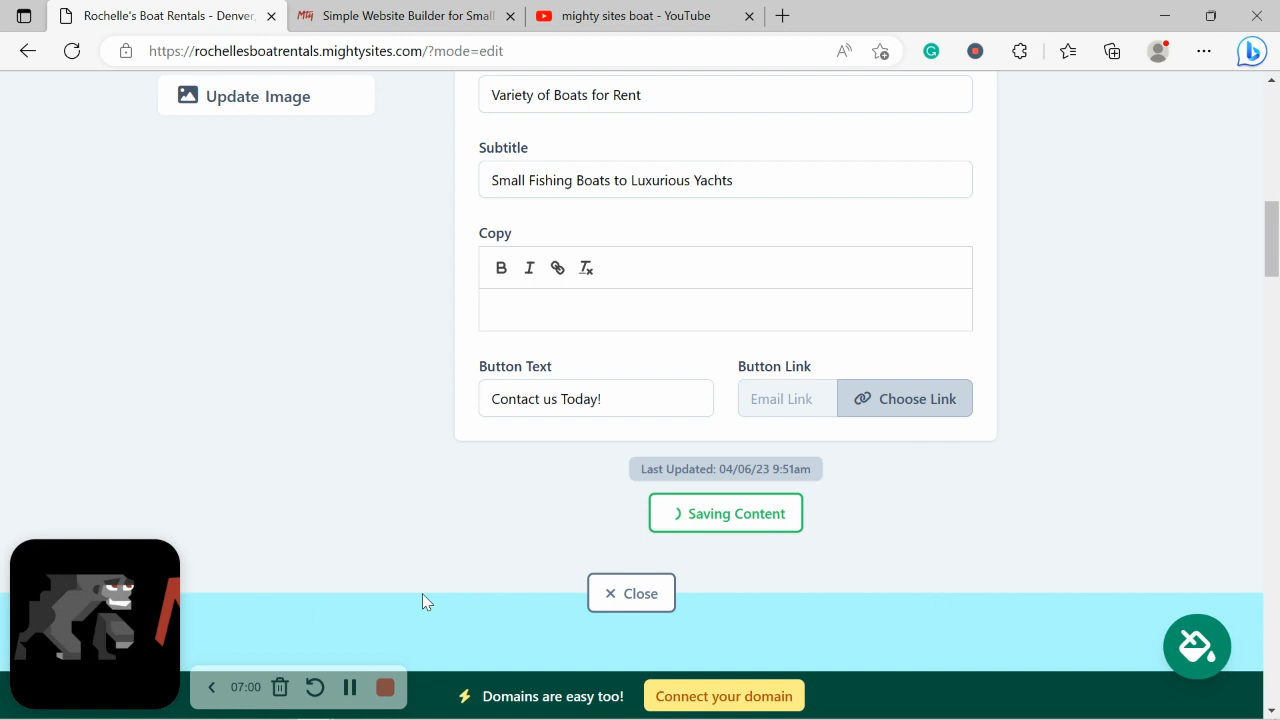 Rochelle's Boat Rentals - Denver,
Simple Website Builder for Small
mighty sites boat - YouTube
https://rochellesboatrentals.mightysites.com/?mode=edit
Update Image
Variety of Boats for Rent
Subtitle
Small Fishing Boats to Luxurious Yachts
Copy
B I
Button Text
Button Link
Contact us Today!
Email Link
Choose Link
Last Updated: 04/06/23 9:51am
Saving Content
Close
07:00
Domains are easy too!
Connect your domain